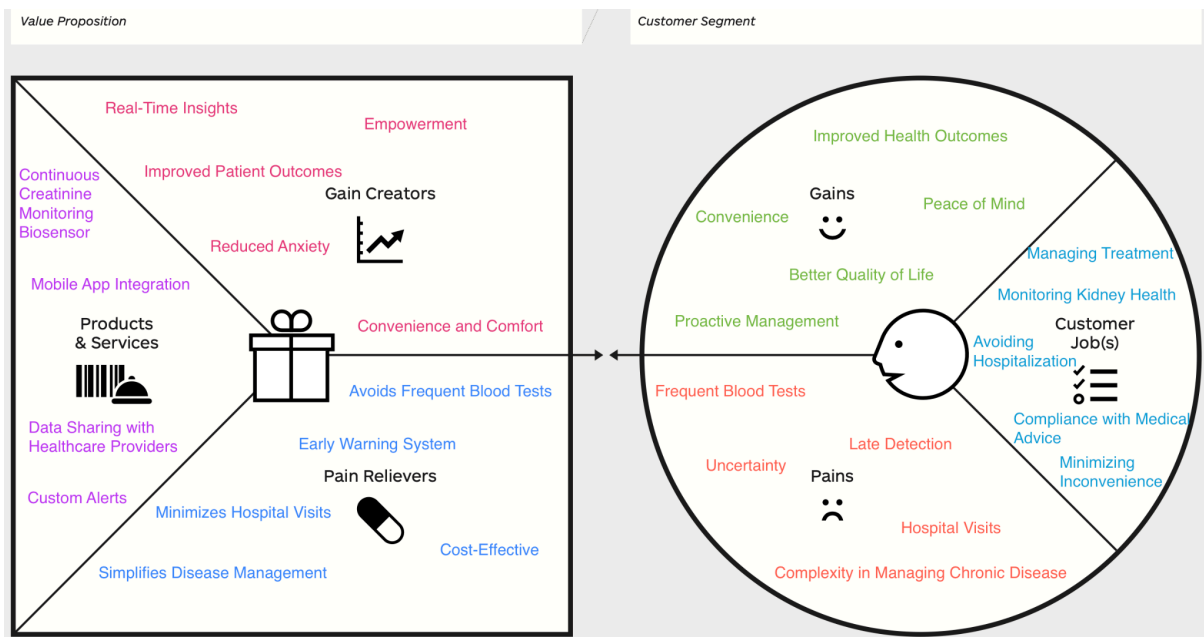 Value Proposition
Customer Segment
Real-Time Insights
Empowerment
Improved Patient Outcomes
Gain Creators
Reduced Anxiety
Convenience and Comfort
Continuous
Creatinine
Monitoring
Biosensor
Mobile App Integration
Products
& Services
Data Sharing with
Healthcare Providers
Custom Alerts
Avoids Frequent Blood Tests
Early Warning System
Pain Relievers
Minimizes Hospital Visits
Cost-Effective
Simplifies Disease Management
Improved Health Outcomes
Gains
Peace of Mind
Convenience
Better Quality of Life
Proactive Management
Managing Treatment
Monitoring Kidney Health
Customer
Job(s)
Avoiding
Hospitalization
Compliance with Medical
Advice
Minimizing
Inconvenience
Frequent Blood Tests
Late Detection
Uncertainty
Pains
Hospital Visits
Complexity in Managing Chronic Disease